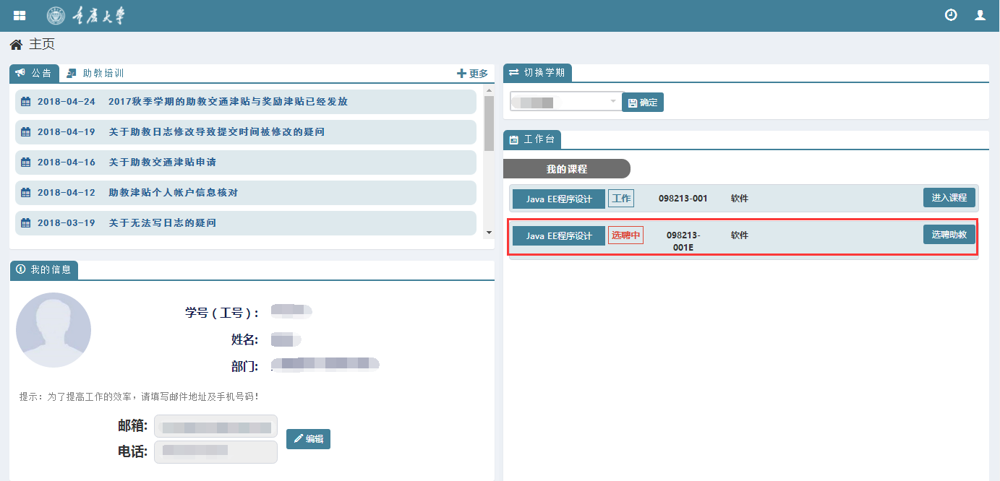 重庆大学
主页
公告 助教培训 更多
2018-04-24 2017秋季学期的助教交通津贴与奖励津贴已经发放
2018-04-19 关于助教日志修改导致提交时间被修改的疑问
2018-04-16 关于助教交通津贴申请
2018-04-12 助教津贴个人帐户信息核对
2018-03-19 关于无法写日志的疑问
我的信息
学号(工号):
姓名:
部门:
提示: 为了提高工作的效率，请填写邮件地址及手机号码!
邮箱:
电话:
编辑
切换学期
确定
工作台
我的课程
Java EE程序设计 工作 098213-001 软件 进入课程
Java EE程序设计 选聘中 098213-
001E 软件 选聘助教